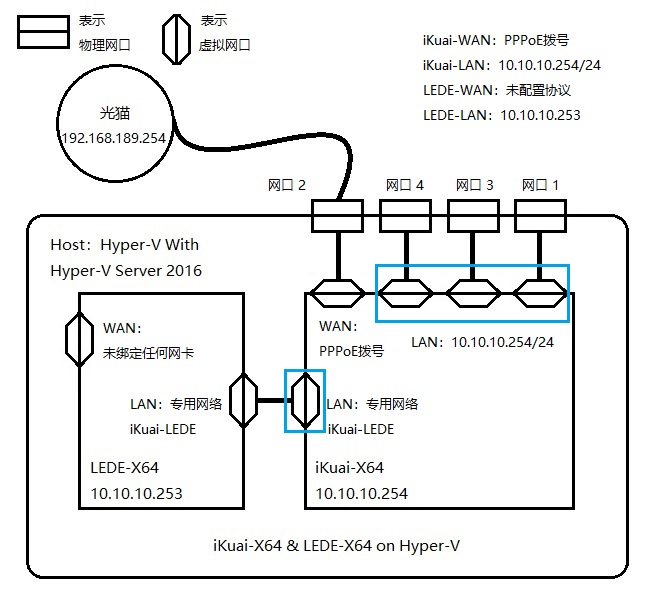 表示
物理网口
表示
虚拟网口
iKuai-WAN：PPPoE拨号
iKuai-LAN：10.10.10.254/24
LEDE-WAN：未配置协议
LEDE-LAN：10.10.10.253
光猫
192.168.189.254
网口 2
网口 4
网口 3
网口 1
Host：Hyper-V With
Hyper-V Server 2016
WAN：
未绑定任何网卡
WAN：
PPPoE拨号
LAN：10.10.10.254/24
LAN：专用网络
iKuai-LEDE
LAN：专用网络
iKuai-LEDE
LEDE-X64
10.10.10.253
iKuai-X64
10.10.10.254
iKuai-X64 & LEDE-X64 on Hyper-V